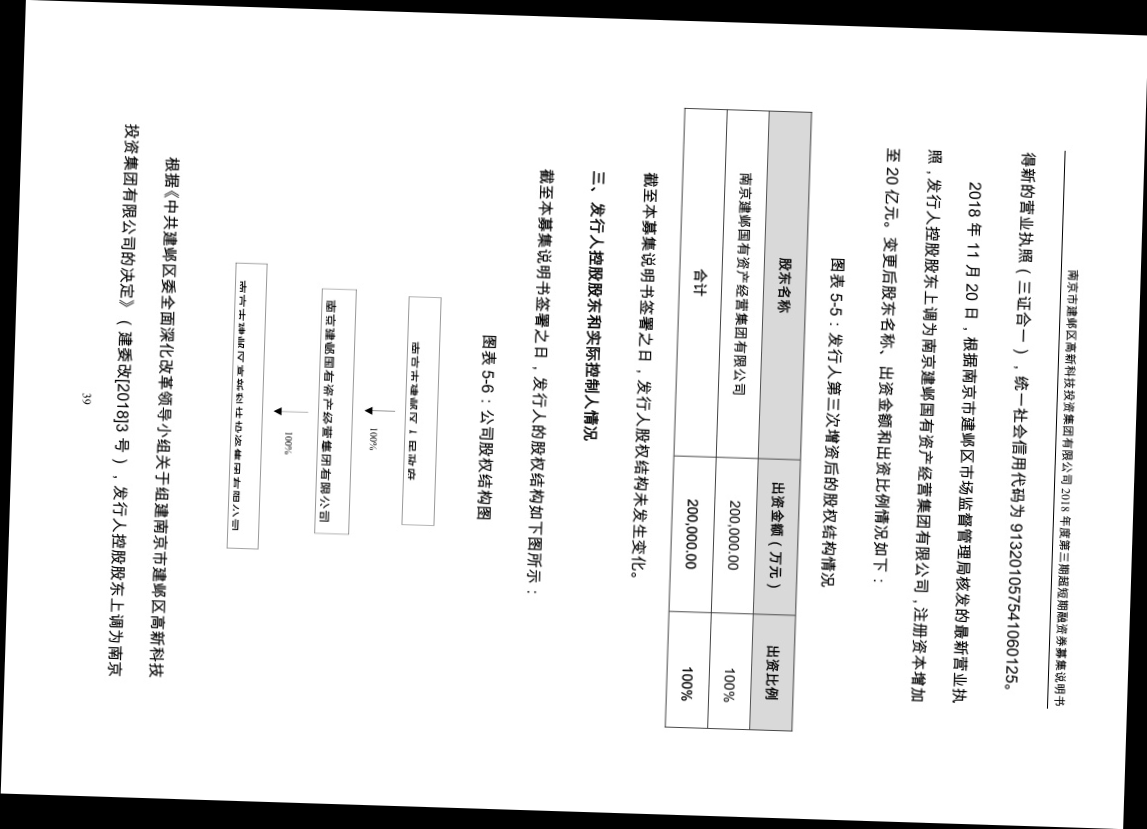 南京市建邺区高新科技投资集团有限公司 2018 年度第三期超短期融资券募集说明书
得新的营业执照（三证合一），统一社会信用代码为 91320105754106012​5。
2018 年 11 月 20 日，根据南京市建邺区市场监督管理局核发的最新营业执
照，发行人控股股东上调为南京建邺国有资产经营集团有限公司，注册资本增加
至 20 亿元。变更后股东名称、出资金额和出资比例情况如下：
图表 5-5：发行人第三次增资后的股权结构情况
股东名称 出资金额（万元） 出资比例
南京建邺国有资产经营集团有限公司 200,000.00 100%
合计 200,000.00 100%
截至本募集说明书签署之日，发行人股权结构未发生变化。
三、发行人控股股东和实际控制人情况
截至本募集说明书签署之日，发行人的股权结构如下图所示：
图表 5-6：公司股权结构图
南京市建邺区人民政府
100%
南京建邺国有资产经营集团有限公司
100%
南京市建邺区高新科技投资集团有限公司
根据《中共建邺区委全面深化改革领导小组关于组建南京市建邺区高新科技
投资集团有限公司的决定》（建委改[2018]3 号），发行人控股股东上调为南京
39